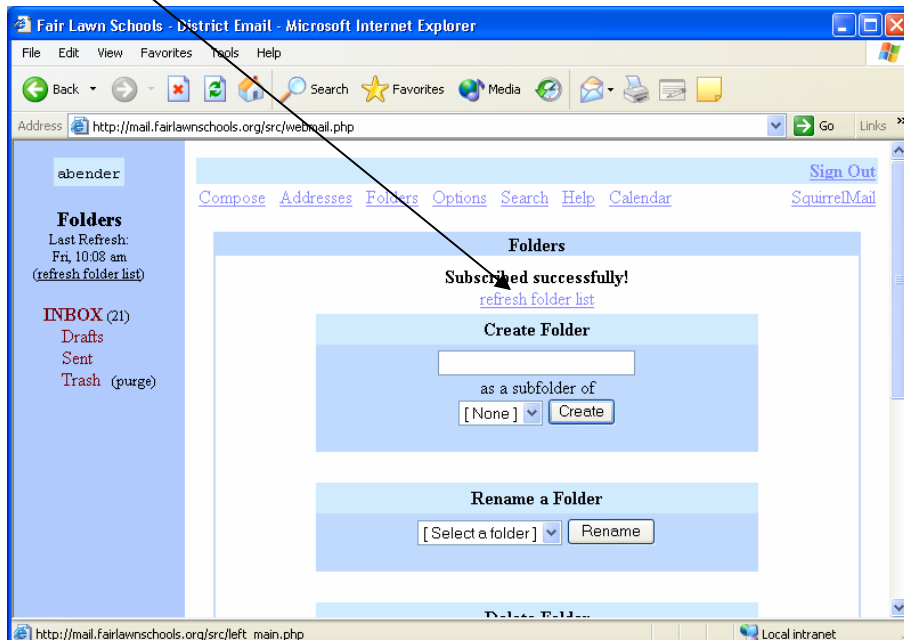 Fair Lawn Schools - District Email - Microsoft Internet Explorer
File Edit View Favorites Tools Help
Back Search Favorites Media
Address http://mail.fairlawnschools.org/src/webmail.php Go Links »
abender
Folders
Last Refresh:
Fri, 10:08 am
(refresh folder list)
INBOX (21)
Drafts
Sent
Trash (purge)
Sign Out
Compose Addresses Folders Options Search Help Calendar SquirrelMail
Folders
Subscribed successfully!
refresh folder list
Create Folder
as a subfolder of
[ None ] Create
Rename a Folder
[ Select a folder ] Rename
Delete Folder
http://mail.fairlawnschools.org/src/left_main.php Local intranet